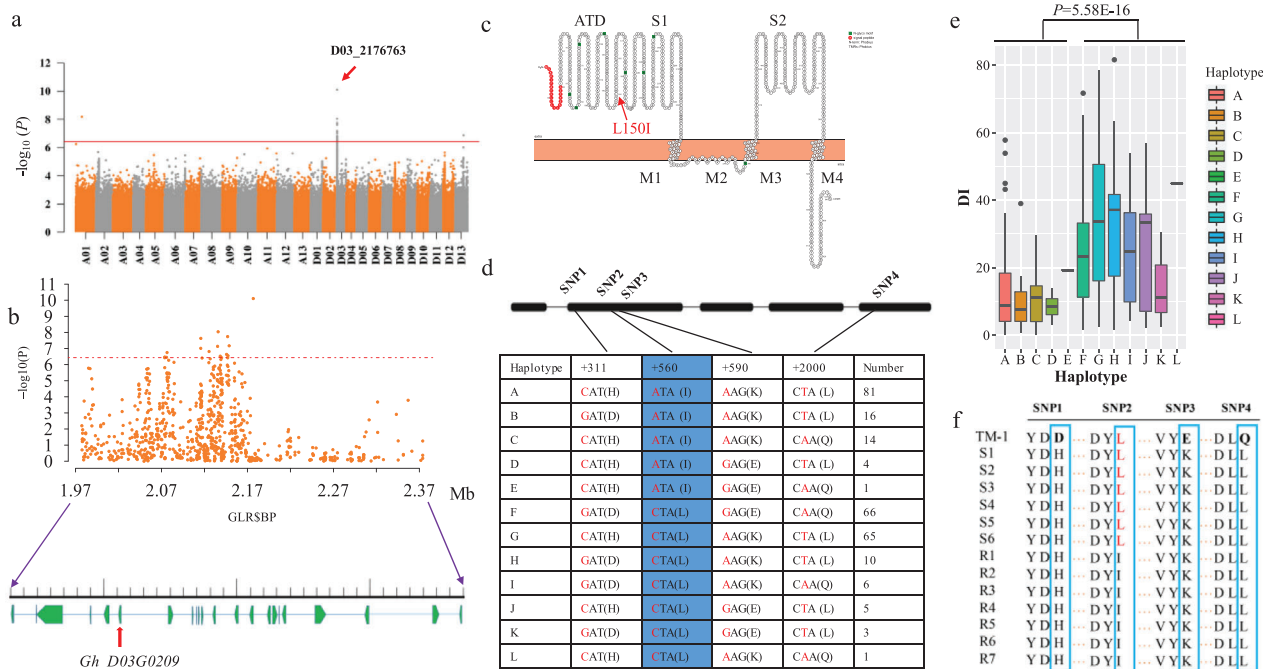 a
D03_2176763
-log10 (P)
12
10
8
6
4
2
0
A01 A02 A03 A04 A05 A06 A07 A08 A09 A10 A11 A12 A13 D01 D02 D03 D04 D05 D06 D07 D08 D09 D10 D11 D12 D13
b
-log10(P)
11
10
9
8
7
6
5
4
3
2
1
0
1.97 2.07 2.17 2.27 2.37 Mb
GLR$BP
Gh_D03G0209
c
ATD S1 S2
L150I
M1 M2 M3 M4
d
SNP1 SNP2 SNP3 SNP4
Haplotype +311 +560 +590 +2000 Number
A CAT(H) ATA (I) AAG(K) CTA (L) 81
B GAT(D) ATA (I) AAG(K) CTA (L) 16
C CAT(H) ATA (I) AAG(K) CAA(Q) 14
D CAT(H) ATA (I) GAG(E) CTA (L) 4
E CAT(H) ATA (I) GAG(E) CAA(Q) 1
F GAT(D) CTA(L) GAG(E) CAA(Q) 66
G CAT(H) CTA(L) AAG(K) CTA (L) 65
H GAT(D) CTA(L) AAG(K) CTA (L) 10
I GAT(D) CTA(L) AAG(K) CAA(Q) 6
J CAT(H) CTA(L) GAG(E) CTA (L) 5
K GAT(D) CTA(L) GAG(E) CTA (L) 3
L CAT(H) CTA(L) AAG(K) CAA(Q) 1
e
P=5.58E-16
DI
80
60
40
20
0
A B C D E F G H I J K L
Haplotype
Haplotype
A
B
C
D
E
F
G
H
I
J
K
L
f
SNP1 SNP2 SNP3 SNP4
TM-1 Y D D ··· D Y L ··· V Y E ··· D L Q
S1 Y D H ··· D Y L ··· V Y K ··· D L L
S2 Y D H ··· D Y L ··· V Y K ··· D L L
S3 Y D H ··· D Y L ··· V Y K ··· D L L
S4 Y D H ··· D Y L ··· V Y K ··· D L L
S5 Y D H ··· D Y L ··· V Y K ··· D L L
S6 Y D H ··· D Y L ··· V Y K ··· D L L
R1 Y D H ··· D Y I ··· V Y K ··· D L L
R2 Y D H ··· D Y I ··· V Y K ··· D L L
R3 Y D H ··· D Y I ··· V Y K ··· D L L
R4 Y D H ··· D Y I ··· V Y K ··· D L L
R5 Y D H ··· D Y I ··· V Y K ··· D L L
R6 Y D H ··· D Y I ··· V Y K ··· D L L
R7 Y D H ··· D Y I ··· V Y K ··· D L L